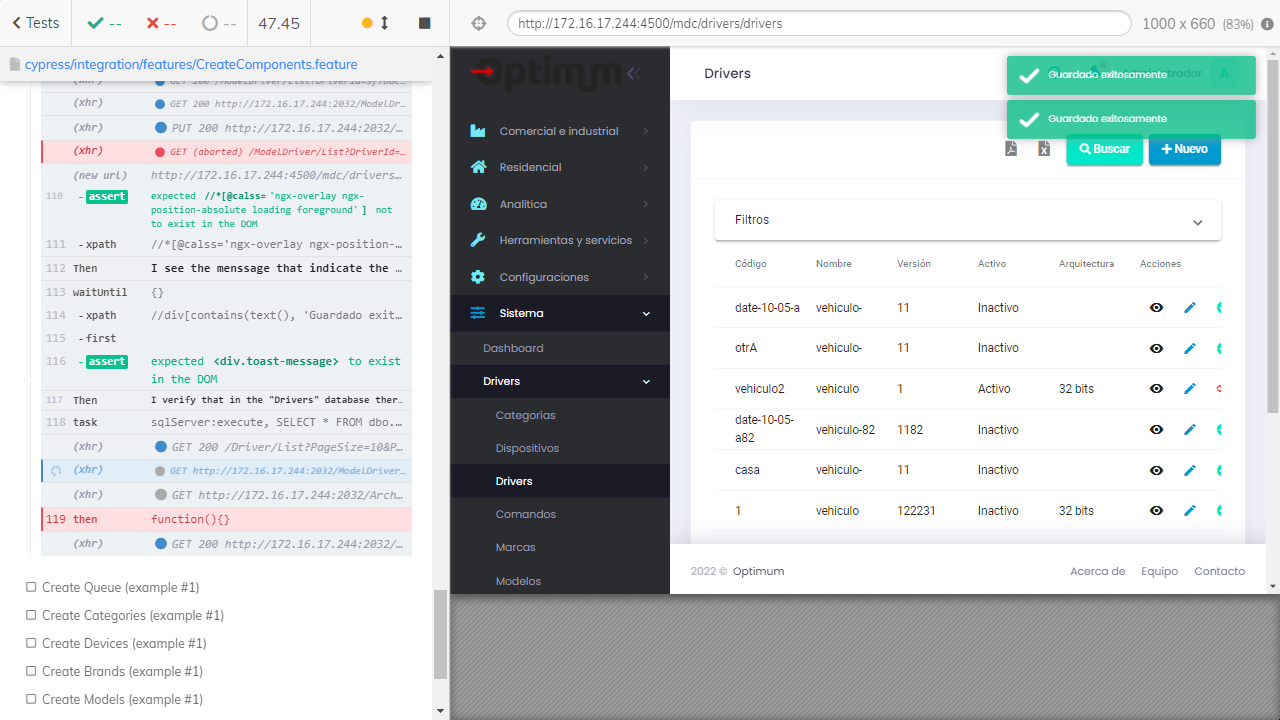 Tests
--
--
--
47.45
http://172.16.17.244:4500/mdc/drivers/drivers
1000 x 660 (83%)
cypress/integration/features/CreateComponents.feature
(xhr) GET 200 /ModelDriver/List?
(xhr) GET 200 http://172.16.17.244:2032/ModelDr…
(xhr) PUT 200 http://172.16.17.244:2032/…
(xhr) GET (aborted) /ModelDriver/List?DriverId=…
(new url) http://172.16.17.244:4500/mdc/drivers…
110 -assert expected //*[@calss='ngx-overlay ngx-
position-absolute loading foreground'] not
to exist in the DOM
111 -xpath //*[@calss='ngx-overlay ngx-position-…
112 Then I see the menssage that indicate the …
113 waitUntil {}
114 -xpath //div[contains(text(), 'Guardado exit…
115 -first
116 -assert expected <div.toast-message> to exist
in the DOM
117 Then I verify that in the "Drivers" database ther…
118 task sqlServer:execute, SELECT * FROM dbo.…
(xhr) GET 200 /Driver/List?PageSize=10&P…
(xhr) GET http://172.16.17.244:2032/ModelDriver…
(xhr) GET http://172.16.17.244:2032/Arch…
119 then function(){}
(xhr) GET 200 http://172.16.17.244:2032/…
Create Queue (example #1)
Create Categories (example #1)
Create Devices (example #1)
Create Brands (example #1)
Create Models (example #1)
Optimum
Comercial e industrial
Residencial
Analítica
Herramientas y servicios
Configuraciones
Sistema
Dashboard
Drivers
Categorias
Dispositivos
Drivers
Comandos
Marcas
Modelos
Drivers
4
Administrador
A
Guardado exitosamente
Guardado exitosamente
Buscar
+Nuevo
Filtros
Código Nombre Versión Activo Arquitectura Acciones
date-10-05-a vehiculo- 11 Inactivo
otrA vehiculo- 11 Inactivo
vehiculo2 vehiculo 1 Activo 32 bits
date-10-05-
a82 vehiculo-82 1182 Inactivo
casa vehiculo- 11 Inactivo
1 vehiculo 122231 Inactivo 32 bits
2022 © Optimum
Acerca de Equipo Contacto